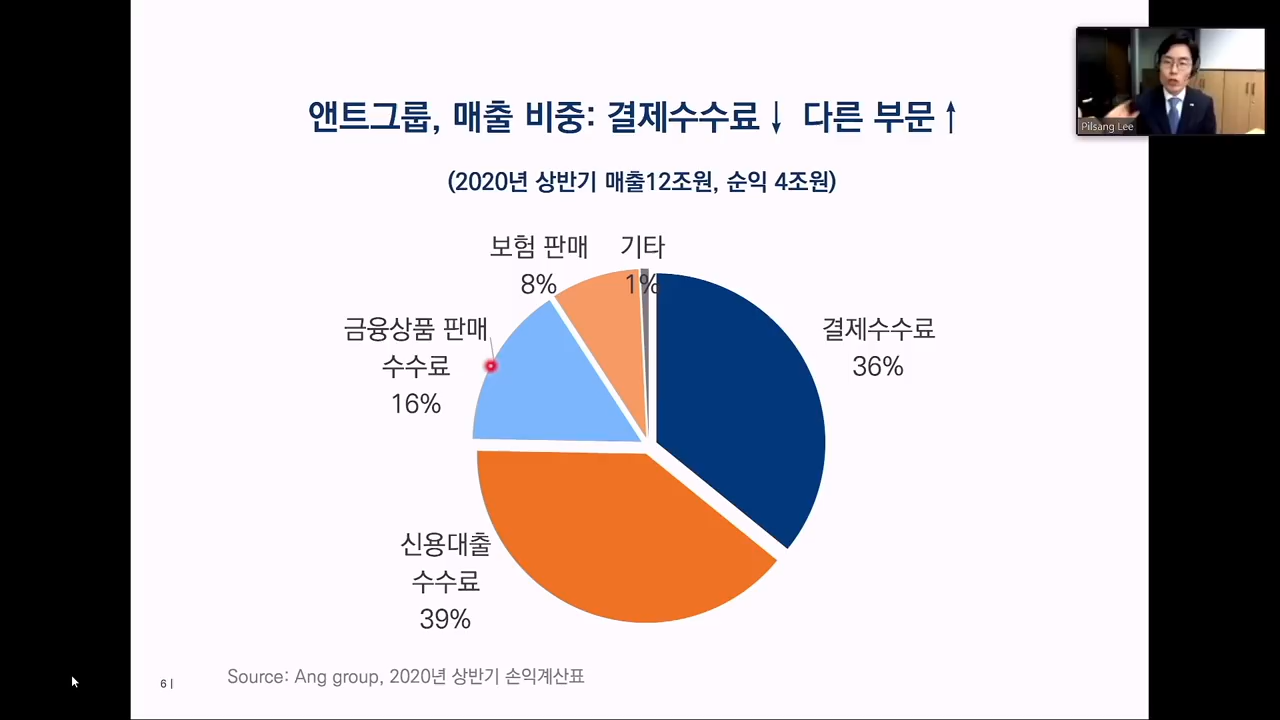 앤트그룹, 매출 비중: 결제수수료↓ 다른 부문↑
(2020년 상반기 매출12조원, 순익 4조원)
보험 판매
8%
기타
1%
금융상품 판매
수수료
16%
결제수수료
36%
신용대출
수수료
39%
Source: Ang group, 2020년 상반기 손익계산표
6 |
Pilsang Lee